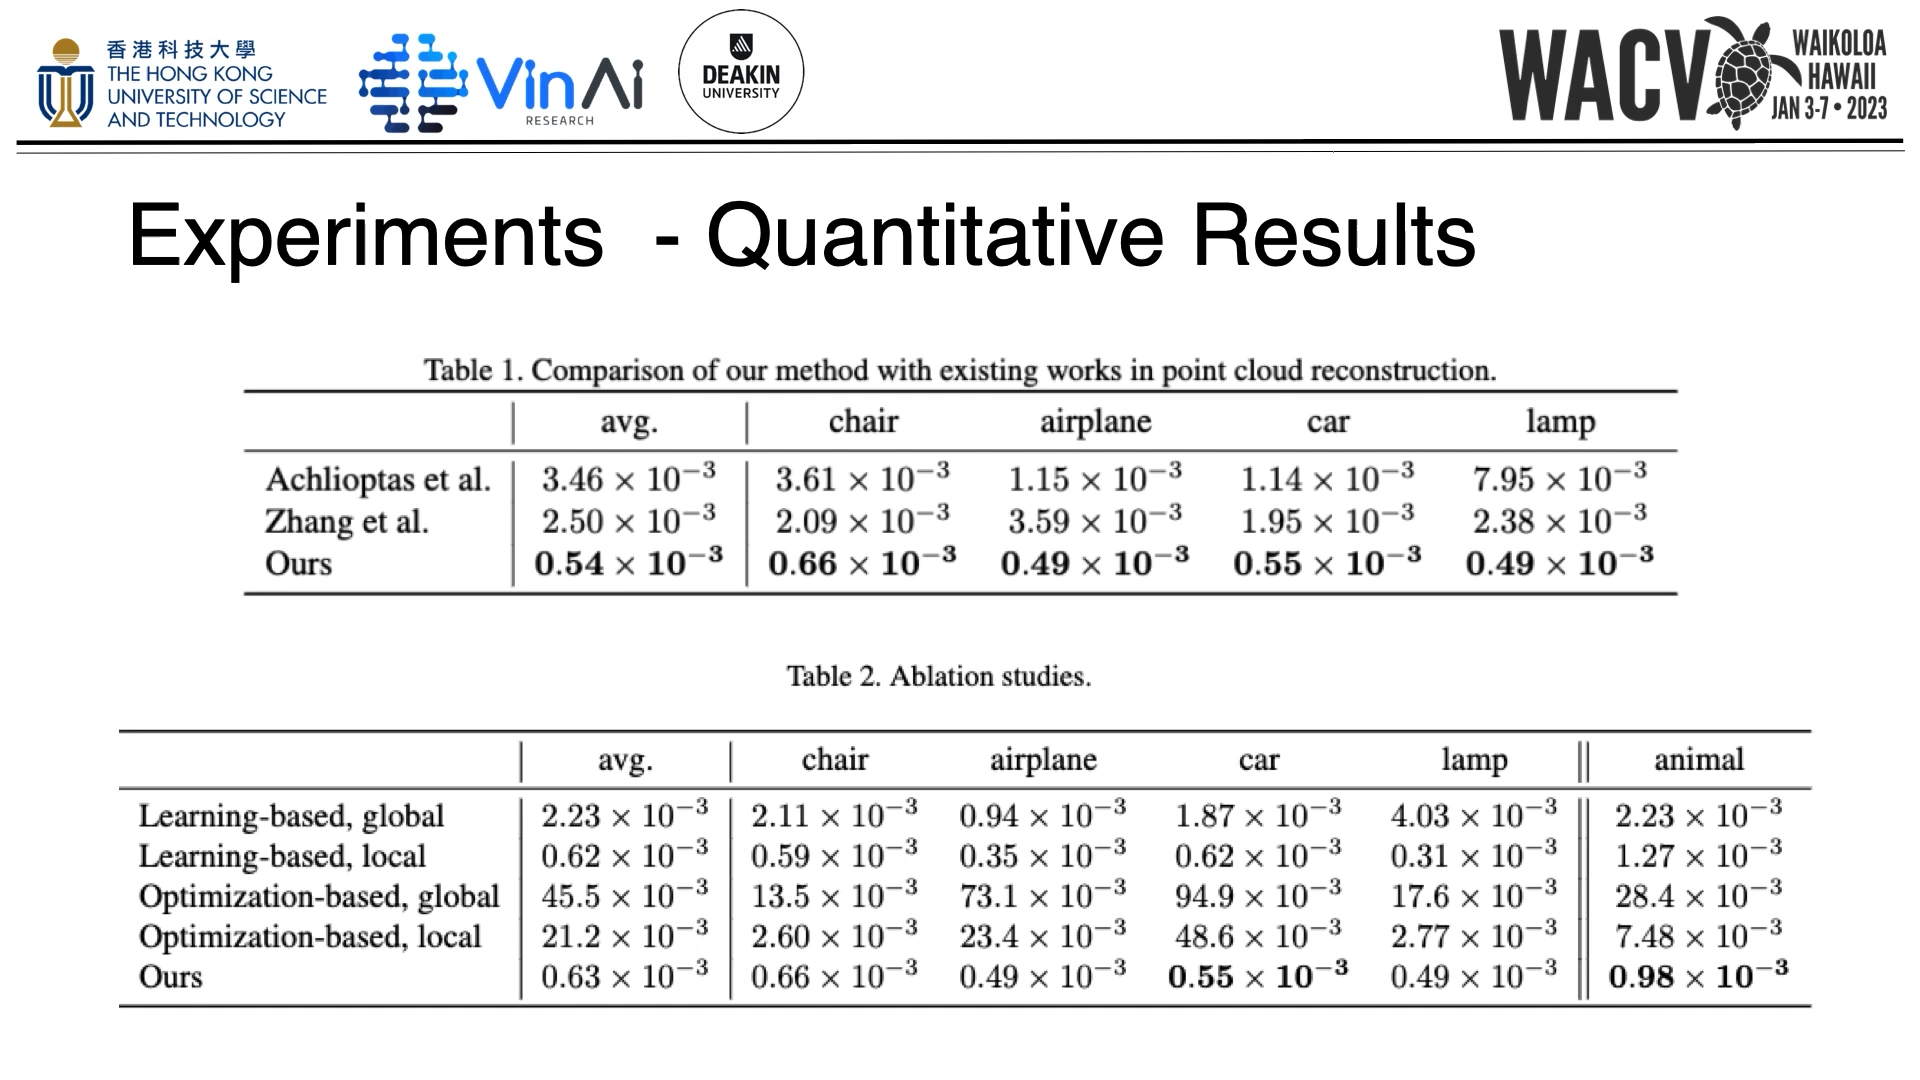 香港科技大學
THE HONG KONG
UNIVERSITY OF SCIENCE
AND TECHNOLOGY
VinAi
RESEARCH
DEAKIN
UNIVERSITY
WACV
WAIKOLOA
HAWAII
JAN 3-7 • 2023
Experiments - Quantitative Results
Table 1. Comparison of our method with existing works in point cloud reconstruction.
avg. chair airplane car lamp
Achlioptas et al. 3.46 × 10⁻³ 3.61 × 10⁻³ 1.15 × 10⁻³ 1.14 × 10⁻³ 7.95 × 10⁻³
Zhang et al. 2.50 × 10⁻³ 2.09 × 10⁻³ 3.59 × 10⁻³ 1.95 × 10⁻³ 2.38 × 10⁻³
Ours 0.54 × 10⁻³ 0.66 × 10⁻³ 0.49 × 10⁻³ 0.55 × 10⁻³ 0.49 × 10⁻³
Table 2. Ablation studies.
avg. chair airplane car lamp animal
Learning-based, global 2.23 × 10⁻³ 2.11 × 10⁻³ 0.94 × 10⁻³ 1.87 × 10⁻³ 4.03 × 10⁻³ 2.23 × 10⁻³
Learning-based, local 0.62 × 10⁻³ 0.59 × 10⁻³ 0.35 × 10⁻³ 0.62 × 10⁻³ 0.31 × 10⁻³ 1.27 × 10⁻³
Optimization-based, global 45.5 × 10⁻³ 13.5 × 10⁻³ 73.1 × 10⁻³ 94.9 × 10⁻³ 17.6 × 10⁻³ 28.4 × 10⁻³
Optimization-based, local 21.2 × 10⁻³ 2.60 × 10⁻³ 23.4 × 10⁻³ 48.6 × 10⁻³ 2.77 × 10⁻³ 7.48 × 10⁻³
Ours 0.63 × 10⁻³ 0.66 × 10⁻³ 0.49 × 10⁻³ 0.55 × 10⁻³ 0.49 × 10⁻³ 0.98 × 10⁻³